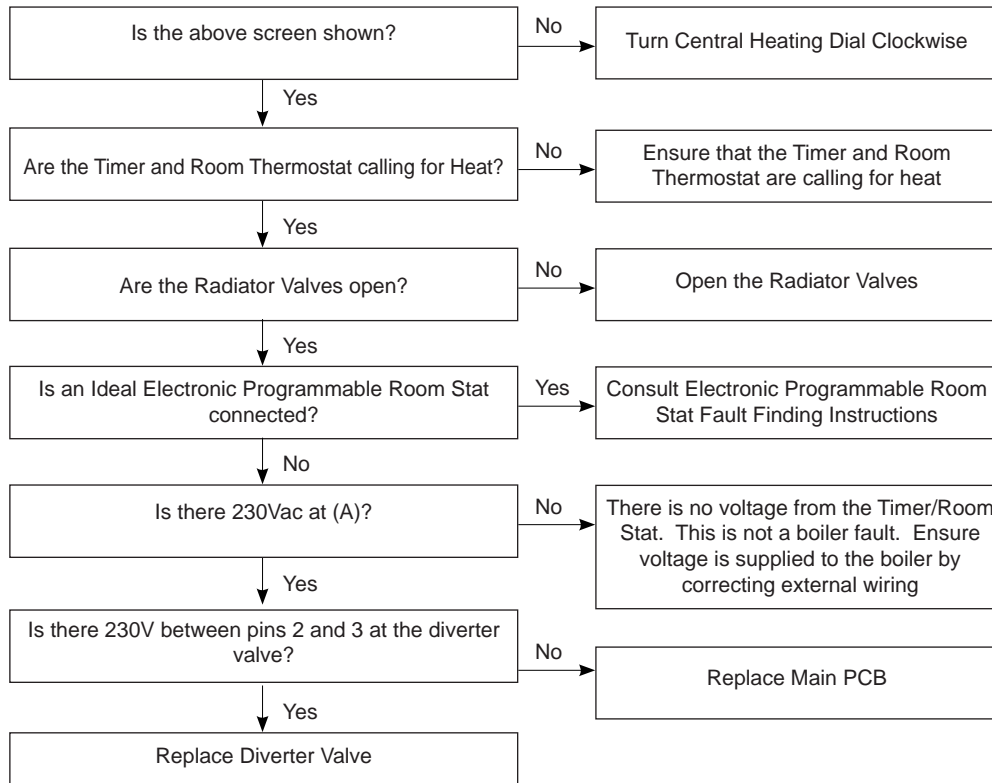 Is the above screen shown?
No
Turn Central Heating Dial Clockwise
Yes
Are the Timer and Room Thermostat calling for Heat?
No
Ensure that the Timer and Room
Thermostat are calling for heat
Yes
Are the Radiator Valves open?
No
Open the Radiator Valves
Yes
Is an Ideal Electronic Programmable Room Stat
connected?
Yes
Consult Electronic Programmable Room
Stat Fault Finding Instructions
No
Is there 230Vac at (A)?
No
There is no voltage from the Timer/Room
Stat.  This is not a boiler fault.  Ensure
voltage is supplied to the boiler by
correcting external wiring
Yes
Is there 230V between pins 2 and 3 at the diverter
valve?
No
Replace Main PCB
Yes
Replace Diverter Valve